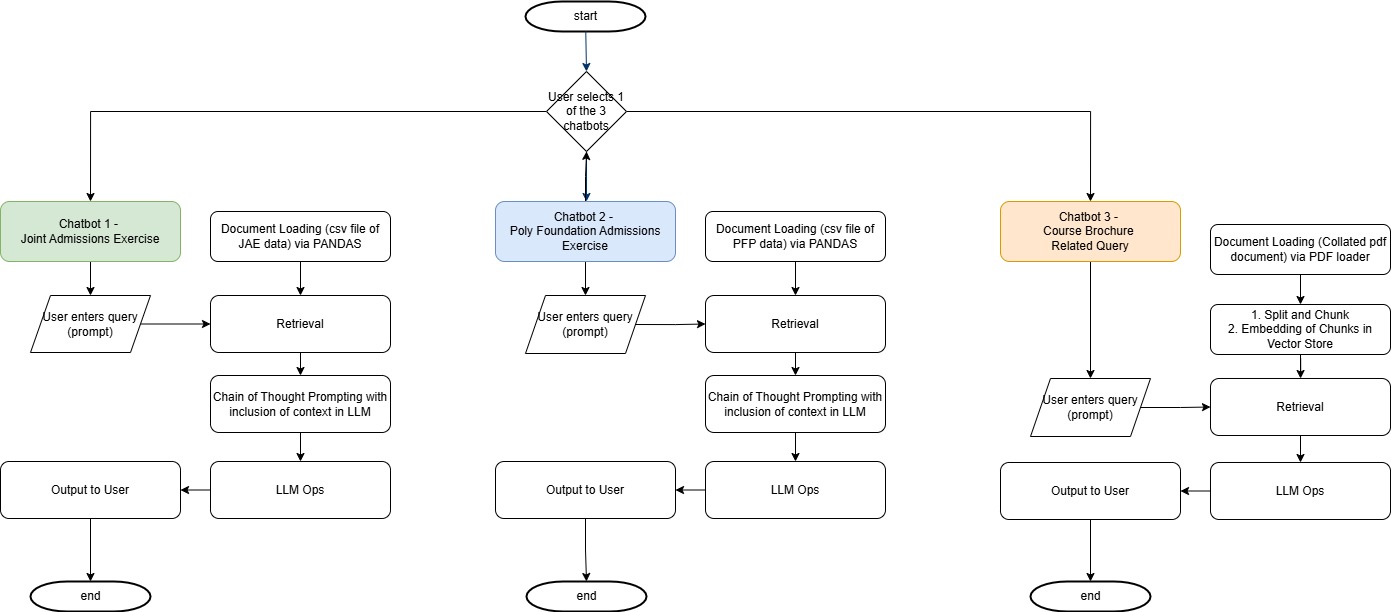 start
User selects 1
of the 3
chatbots
Chatbot 1 -
Joint Admissions Exercise
Document Loading (csv file of
JAE data) via PANDAS
User enters query
(prompt)
Retrieval
Chain of Thought Prompting with
inclusion of context in LLM
Output to User
LLM Ops
end
Chatbot 2 -
Poly Foundation Admissions
Exercise
Document Loading (csv file of
PFP data) via PANDAS
User enters query
(prompt)
Retrieval
Chain of Thought Prompting with
inclusion of context in LLM
Output to User
LLM Ops
end
Chatbot 3 -
Course Brochure
Related Query
Document Loading (Collated pdf
document) via PDF loader
1. Split and Chunk
2. Embedding of Chunks in
Vector Store
User enters query
(prompt)
Retrieval
Output to User
LLM Ops
end